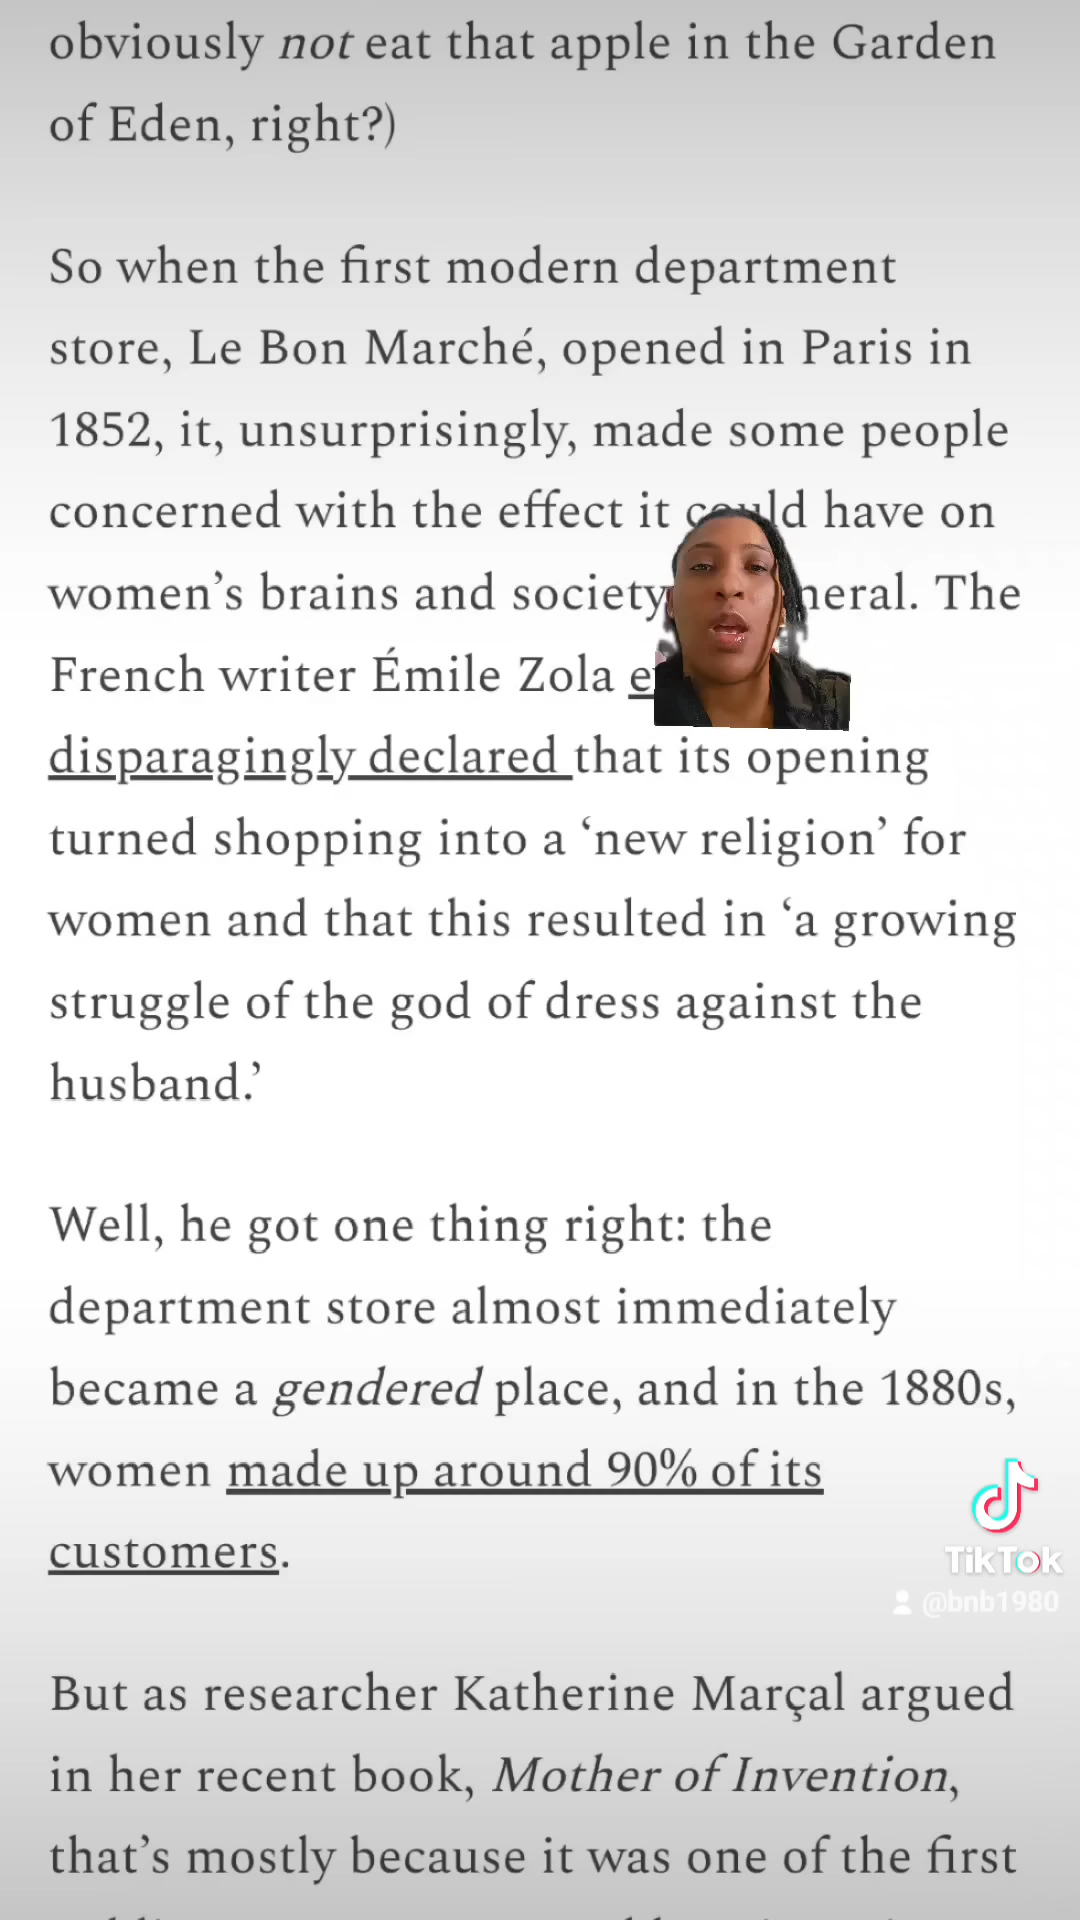 obviously not eat that apple in the Garden
of Eden, right?)
So when the first modern department
store, Le Bon Marché, opened in Paris in
1852, it, unsurprisingly, made some people
concerned with the effect it could have on
women’s brains and society neral. The
French writer Émile Zola e
disparagingly declared that its opening
turned shopping into a ‘new religion’ for
women and that this resulted in ‘a growing
struggle of the god of dress against the
husband.’
Well, he got one thing right: the
department store almost immediately
became a gendered place, and in the 1880s,
women made up around 90% of its
customers.
TikTok
@bnb1980
But as researcher Katherine Marçal argued
in her recent book, Mother of Invention,
that’s mostly because it was one of the first